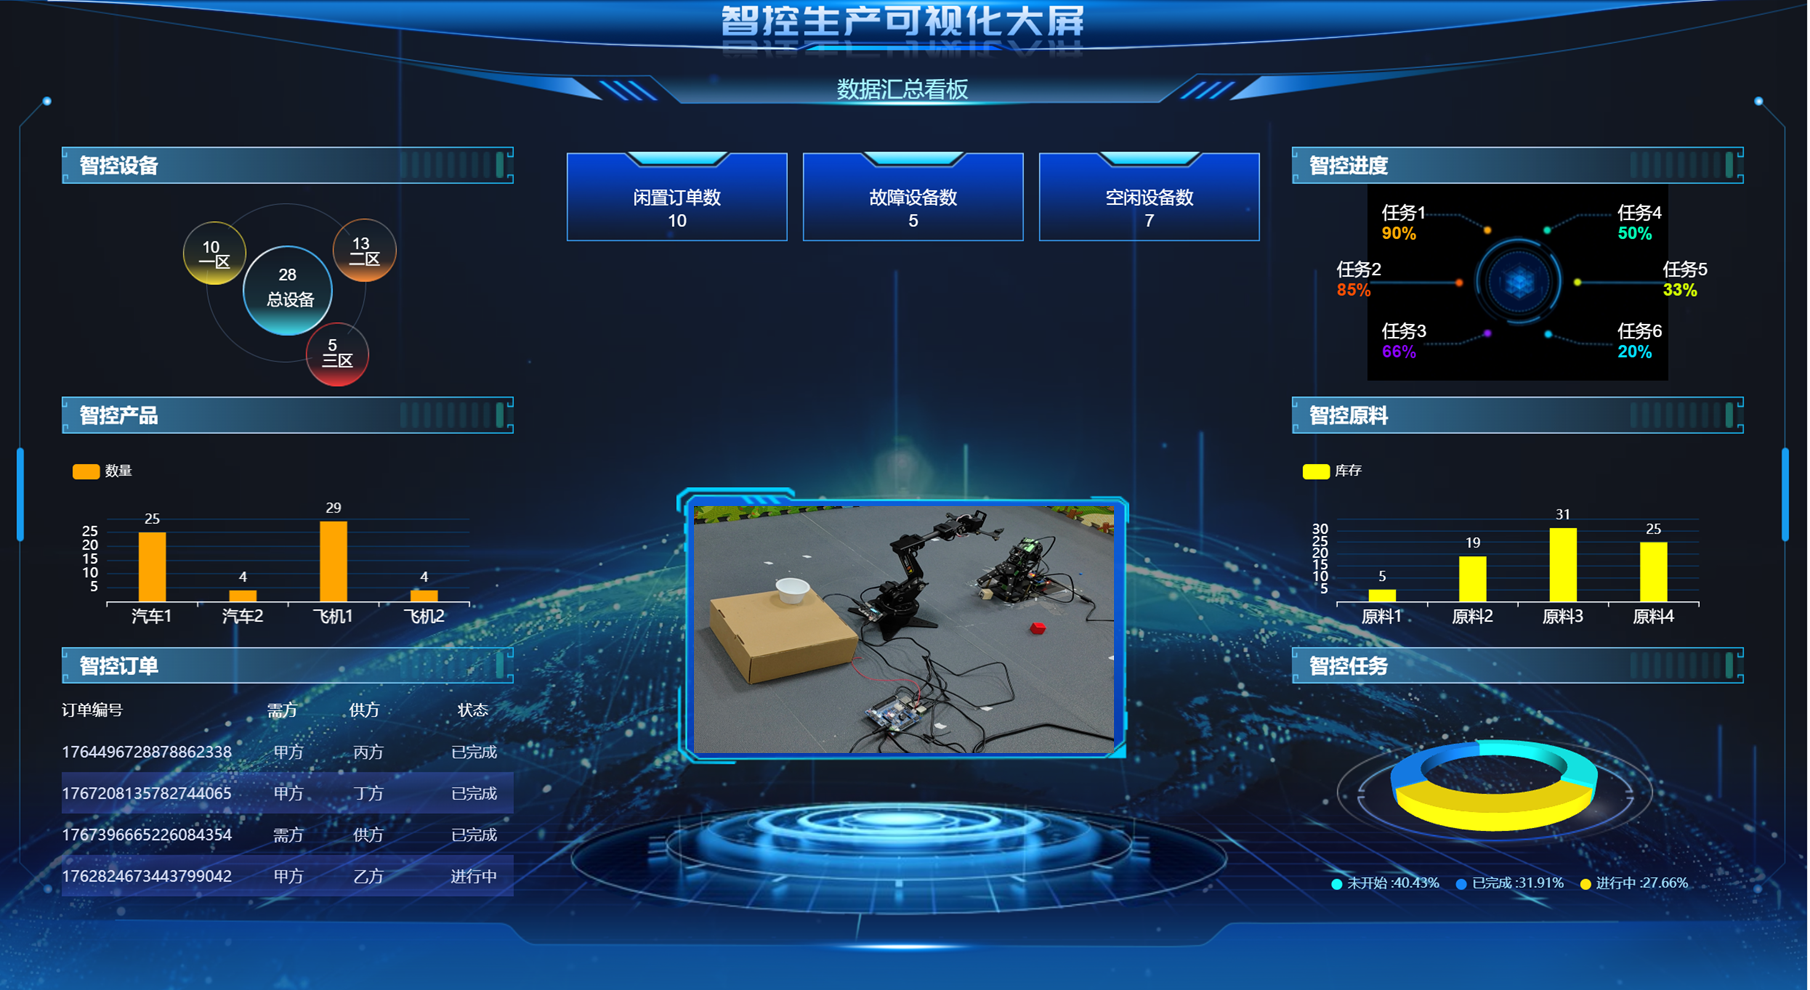 智控生产可视化大屏
数据汇总看板
智控设备
10
一区
13
二区
28
总设备
5
三区
闲置订单数
10
故障设备数
5
空闲设备数
7
智控进度
任务1
90%
任务4
50%
任务2
85%
任务5
33%
任务3
66%
任务6
20%
智控产品
数量
25
4
29
4
25
20
15
10
5
汽车1 汽车2 飞机1 飞机2
智控原料
库存
5
19
31
25
30
25
20
15
10
5
原料1 原料2 原料3 原料4
智控订单
订单编号 需方 供方 状态
1764496728878862338 甲方 丙方 已完成
1767208135782744065 甲方 丁方 已完成
1767396665226084354 需方 供方 已完成
1762824673443799042 甲方 乙方 进行中
智控任务
未开始 :40.43% 已完成 :31.91% 进行中 :27.66%